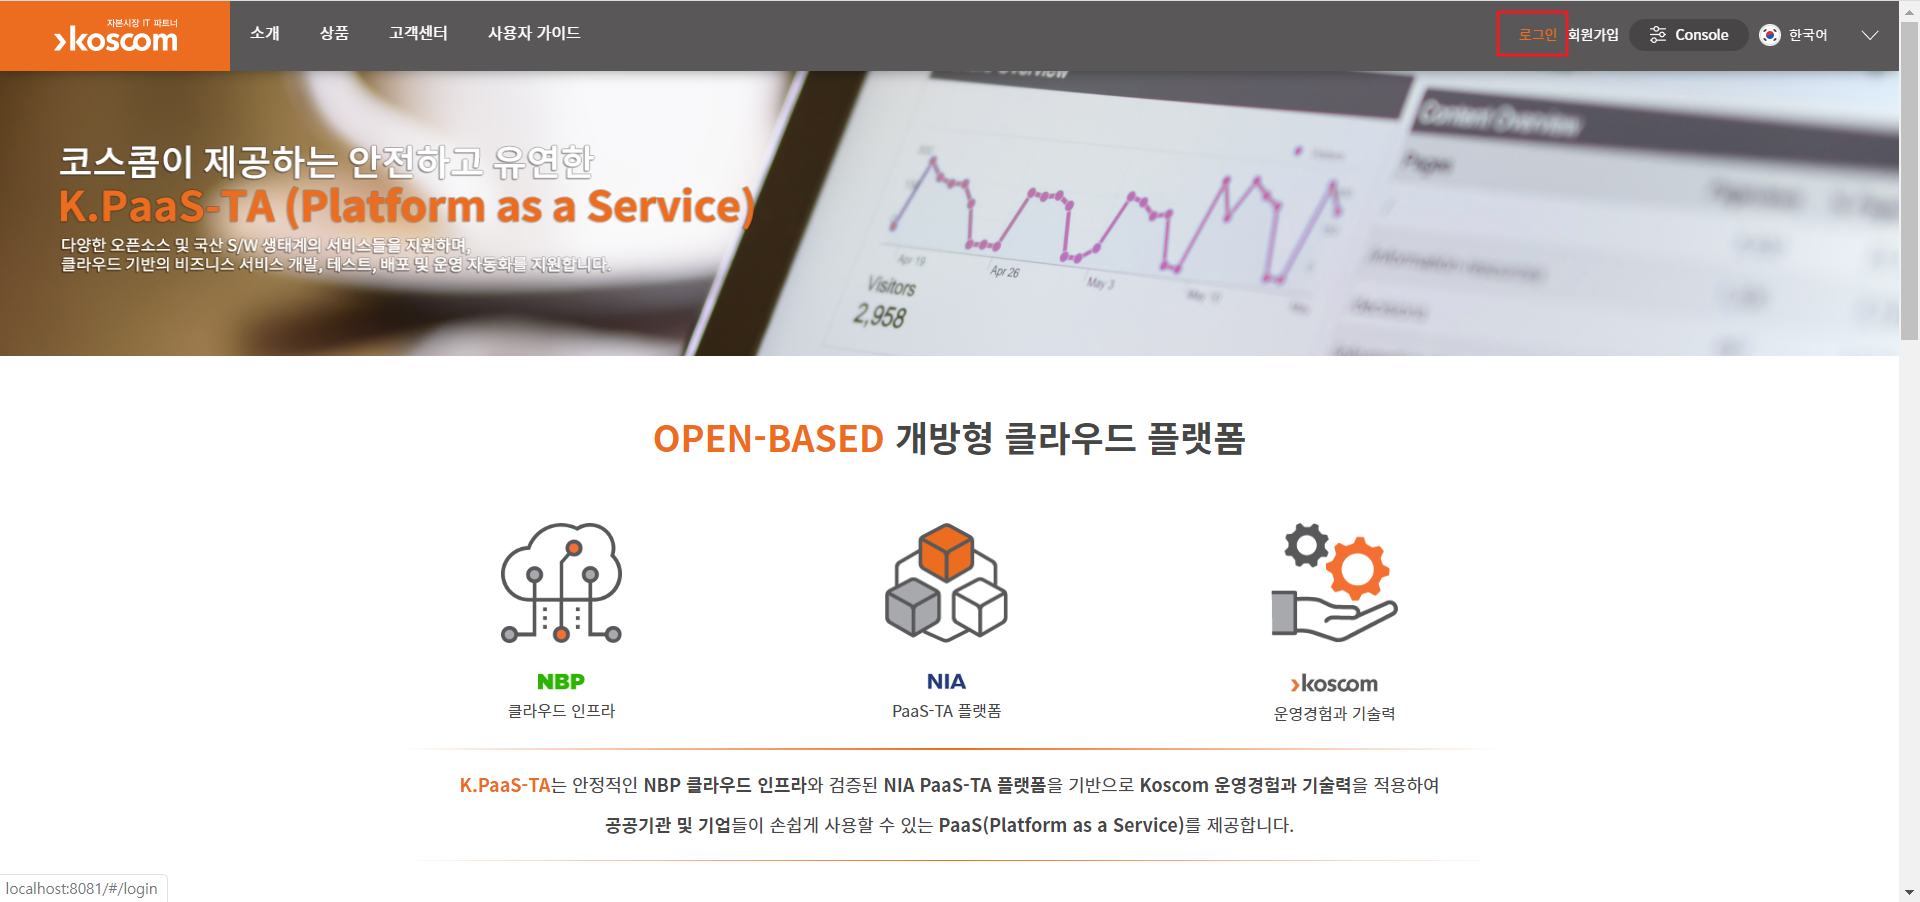 자본시장 IT 파트너
koscom
소개 상품 고객센터 사용자 가이드
로그인 회원가입 Console 한국어
Content Overview
Pages
코스콤이 제공하는 안전하고 유연한
K.PaaS-TA (Platform as a Service)
다양한 오픈소스 및 국산 S/W 생태계의 서비스들을 지원하며,
클라우드 기반의 비즈니스 서비스 개발, 테스트, 배포 및 운영 자동화를 지원합니다.
Apr 19 Apr 26 May 3
Visitors
2,958
OPEN-BASED 개방형 클라우드 플랫폼
NBP
클라우드 인프라
NIA
PaaS-TA 플랫폼
koscom
운영경험과 기술력
K.PaaS-TA는 안정적인 NBP 클라우드 인프라와 검증된 NIA PaaS-TA 플랫폼을 기반으로 Koscom 운영경험과 기술력을 적용하여
공공기관 및 기업들이 손쉽게 사용할 수 있는 PaaS(Platform as a Service)를 제공합니다.
localhost:8081/#/login